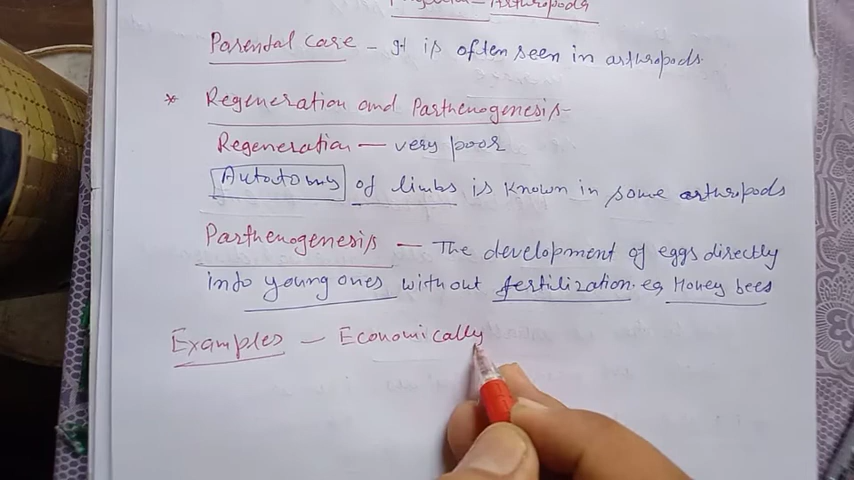 Arthropods
Parental care - It is often seen in arthropods.
* Regeneration and Parthenogenesis-
Regeneration — very poor
Autotomy of limbs is known in some arthropods
Parthenogenesis — The development of eggs directly
into young ones without fertilization. eg Honey bees
Examples — Economically